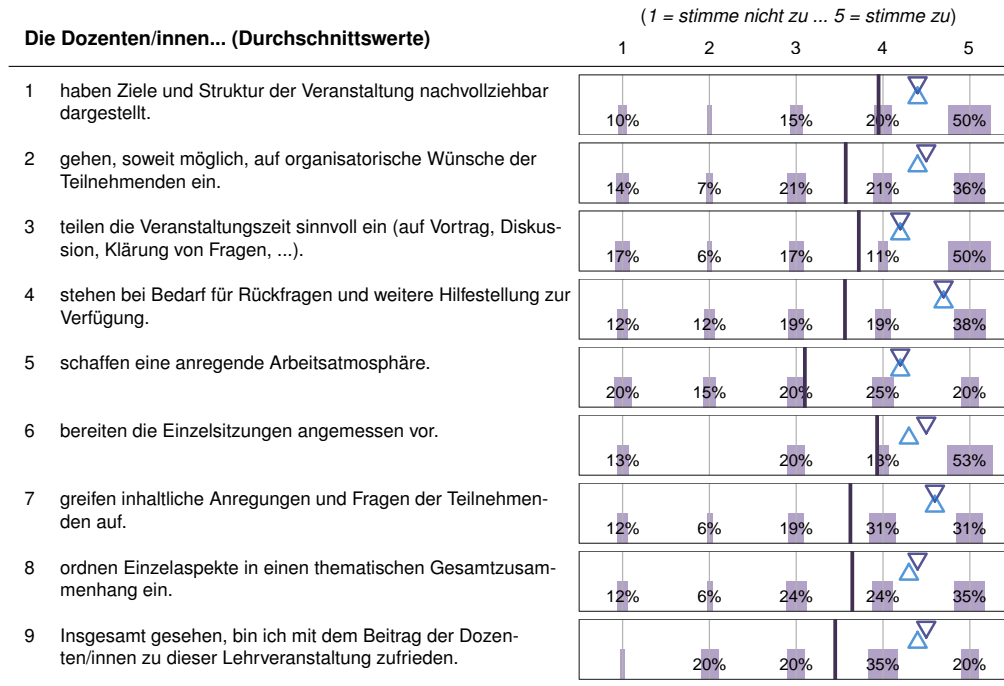 (1 = stimme nicht zu ... 5 = stimme zu)
Die Dozenten/innen... (Durchschnittswerte)
1 2 3 4 5
1 haben Ziele und Struktur der Veranstaltung nachvollziehbar
dargestellt.
10% 15% 20% 50%
2 gehen, soweit möglich, auf organisatorische Wünsche der
Teilnehmenden ein.
14% 7% 21% 21% 36%
3 teilen die Veranstaltungszeit sinnvoll ein (auf Vortrag, Diskus-
sion, Klärung von Fragen, ...).
17% 6% 17% 11% 50%
4 stehen bei Bedarf für Rückfragen und weitere Hilfestellung zur
Verfügung.
12% 12% 19% 19% 38%
5 schaffen eine anregende Arbeitsatmosphäre.
20% 15% 20% 25% 20%
6 bereiten die Einzelsitzungen angemessen vor.
13% 20% 13% 53%
7 greifen inhaltliche Anregungen und Fragen der Teilnehmen-
den auf.
12% 6% 19% 31% 31%
8 ordnen Einzelaspekte in einen thematischen Gesamtzusam-
menhang ein.
12% 6% 24% 24% 35%
9 Insgesamt gesehen, bin ich mit dem Beitrag der Dozen-
ten/innen zu dieser Lehrveranstaltung zufrieden.
20% 20% 35% 20%